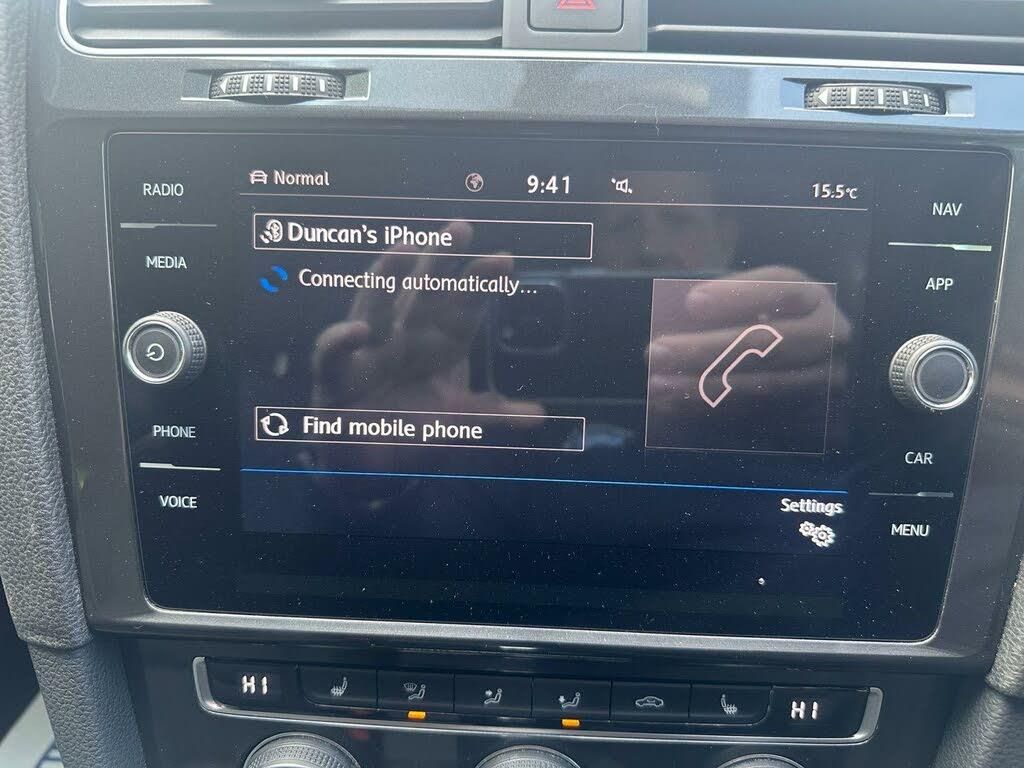 RADIO
MEDIA
PHONE
VOICE
Normal
9:41
15.5°C
Duncan's iPhone
Connecting automatically...
Find mobile phone
Settings
NAV
APP
CAR
MENU
HI
HI